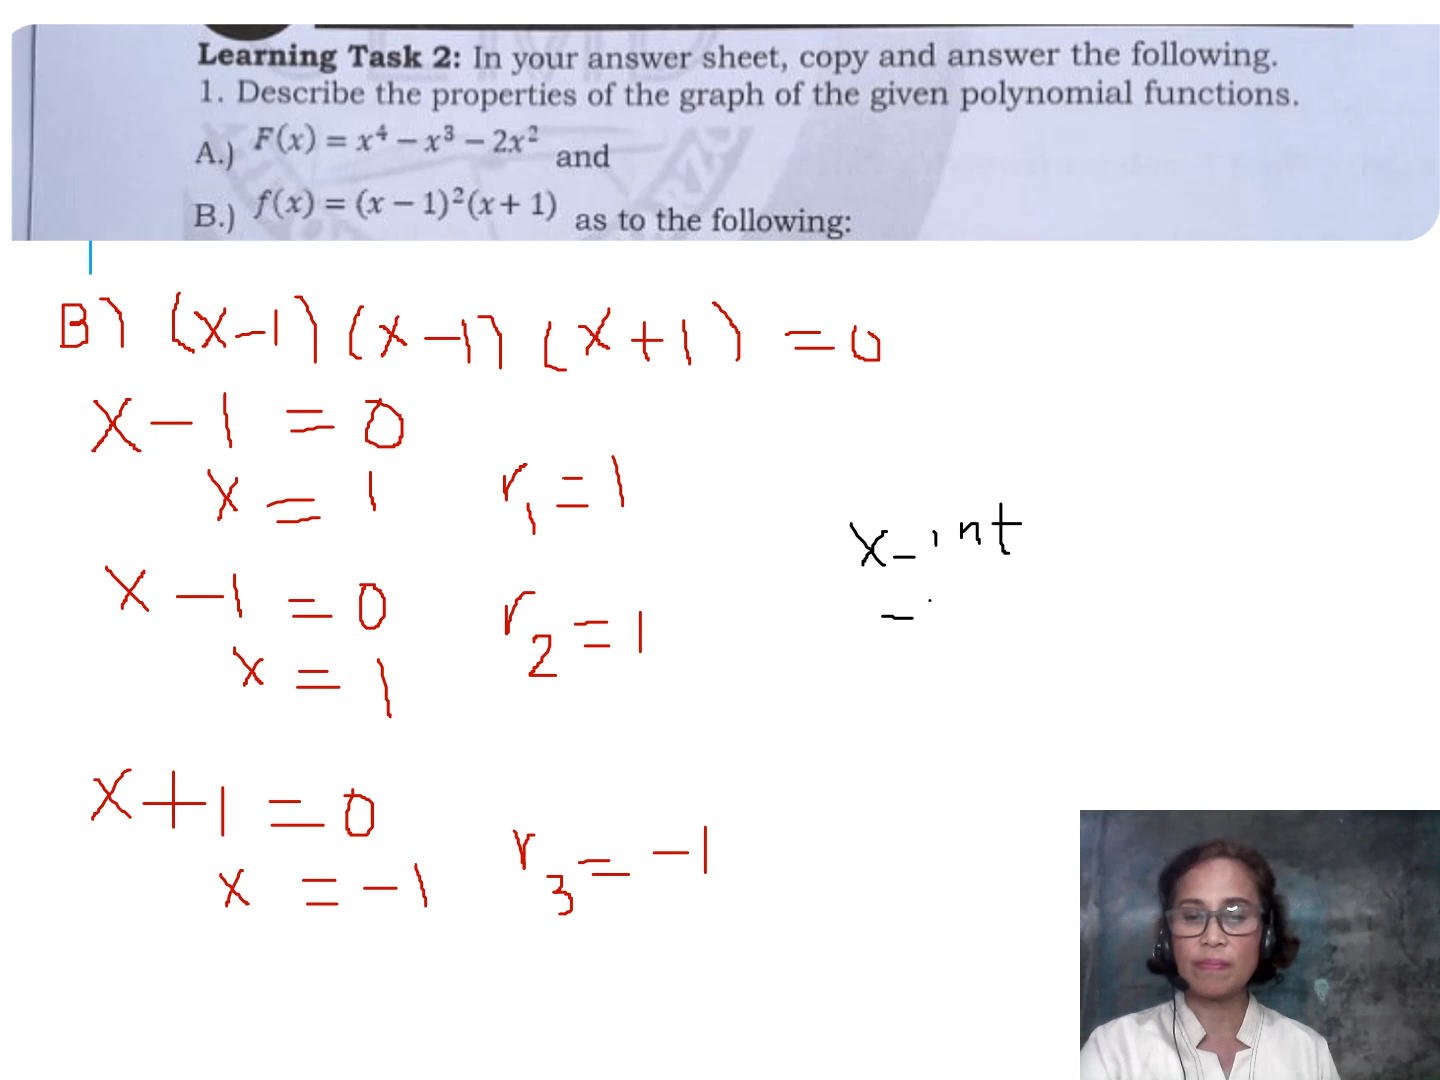 Learning Task 2: In your answer sheet, copy and answer the following.
1. Describe the properties of the graph of the given polynomial functions.
A.) F(x) = x⁴ − x³ − 2x² and
B.) f(x) = (x − 1)²(x + 1) as to the following:
B) (x-1) (x-1) (x+1) = 0
x - 1 = 0
x = 1 r₁ = 1
x-int
x - 1 = 0 r₂ = 1
-
x = 1
x + 1 = 0
x = -1 r₃ = -1